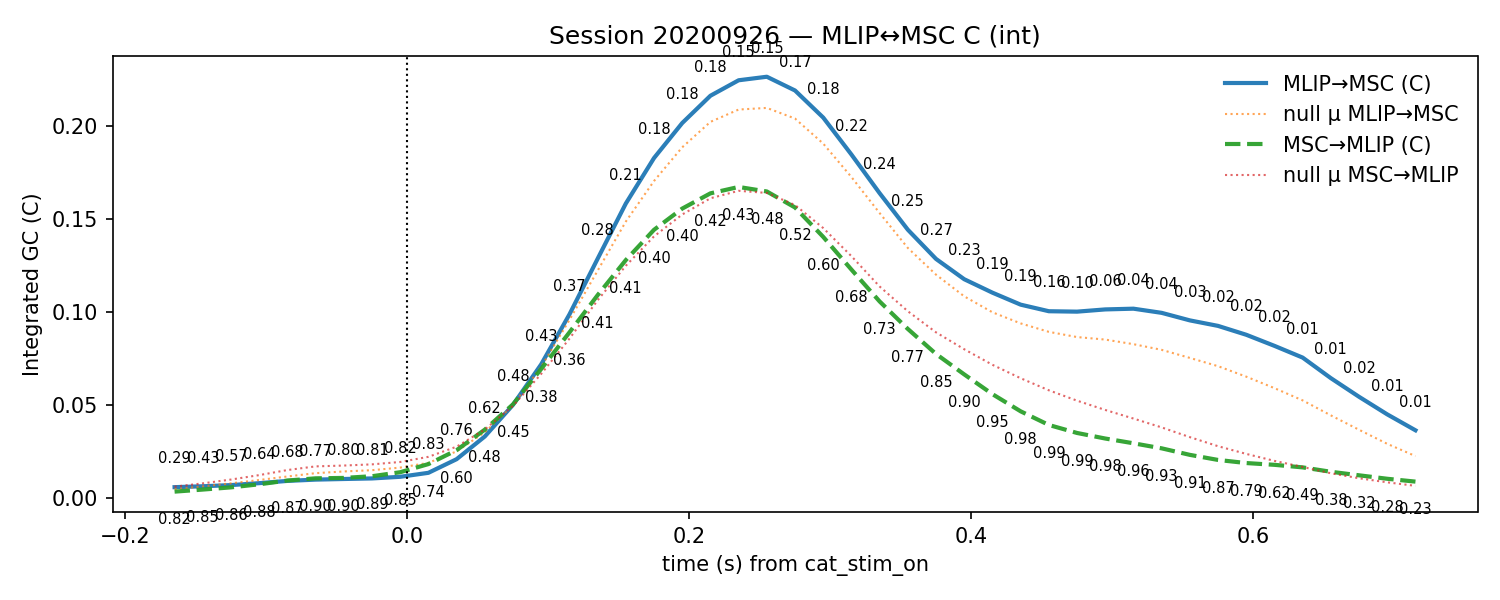 Session 20200926 — MLIP↔MSC C (int)
MLIP→MSC (C)
null μ MLIP→MSC
MSC→MLIP (C)
null μ MSC→MLIP
Integrated GC (C)
0.20
0.15
0.10
0.05
0.00
0.29 0.43 0.57 0.64 0.68 0.77 0.80 0.81 0.82 0.83 0.76 0.62 0.48 0.43 0.37 0.28 0.21 0.18 0.18 0.18 0.15 0.15 0.17 0.18 0.22 0.24 0.25 0.27 0.23 0.19 0.19 0.16 0.10 0.06 0.04 0.04 0.03 0.02 0.02 0.02 0.01 0.01 0.02 0.01 0.01
0.82 0.85 0.86 0.88 0.87 0.90 0.90 0.89 0.85 0.74 0.60 0.48 0.45 0.38 0.36 0.41 0.41 0.40 0.40 0.42 0.43 0.48 0.52 0.60 0.68 0.73 0.77 0.85 0.90 0.95 0.98 0.99 0.99 0.98 0.96 0.93 0.91 0.87 0.79 0.62 0.49 0.38 0.32 0.28 0.23
−0.2 0.0 0.2 0.4 0.6
time (s) from cat_stim_on